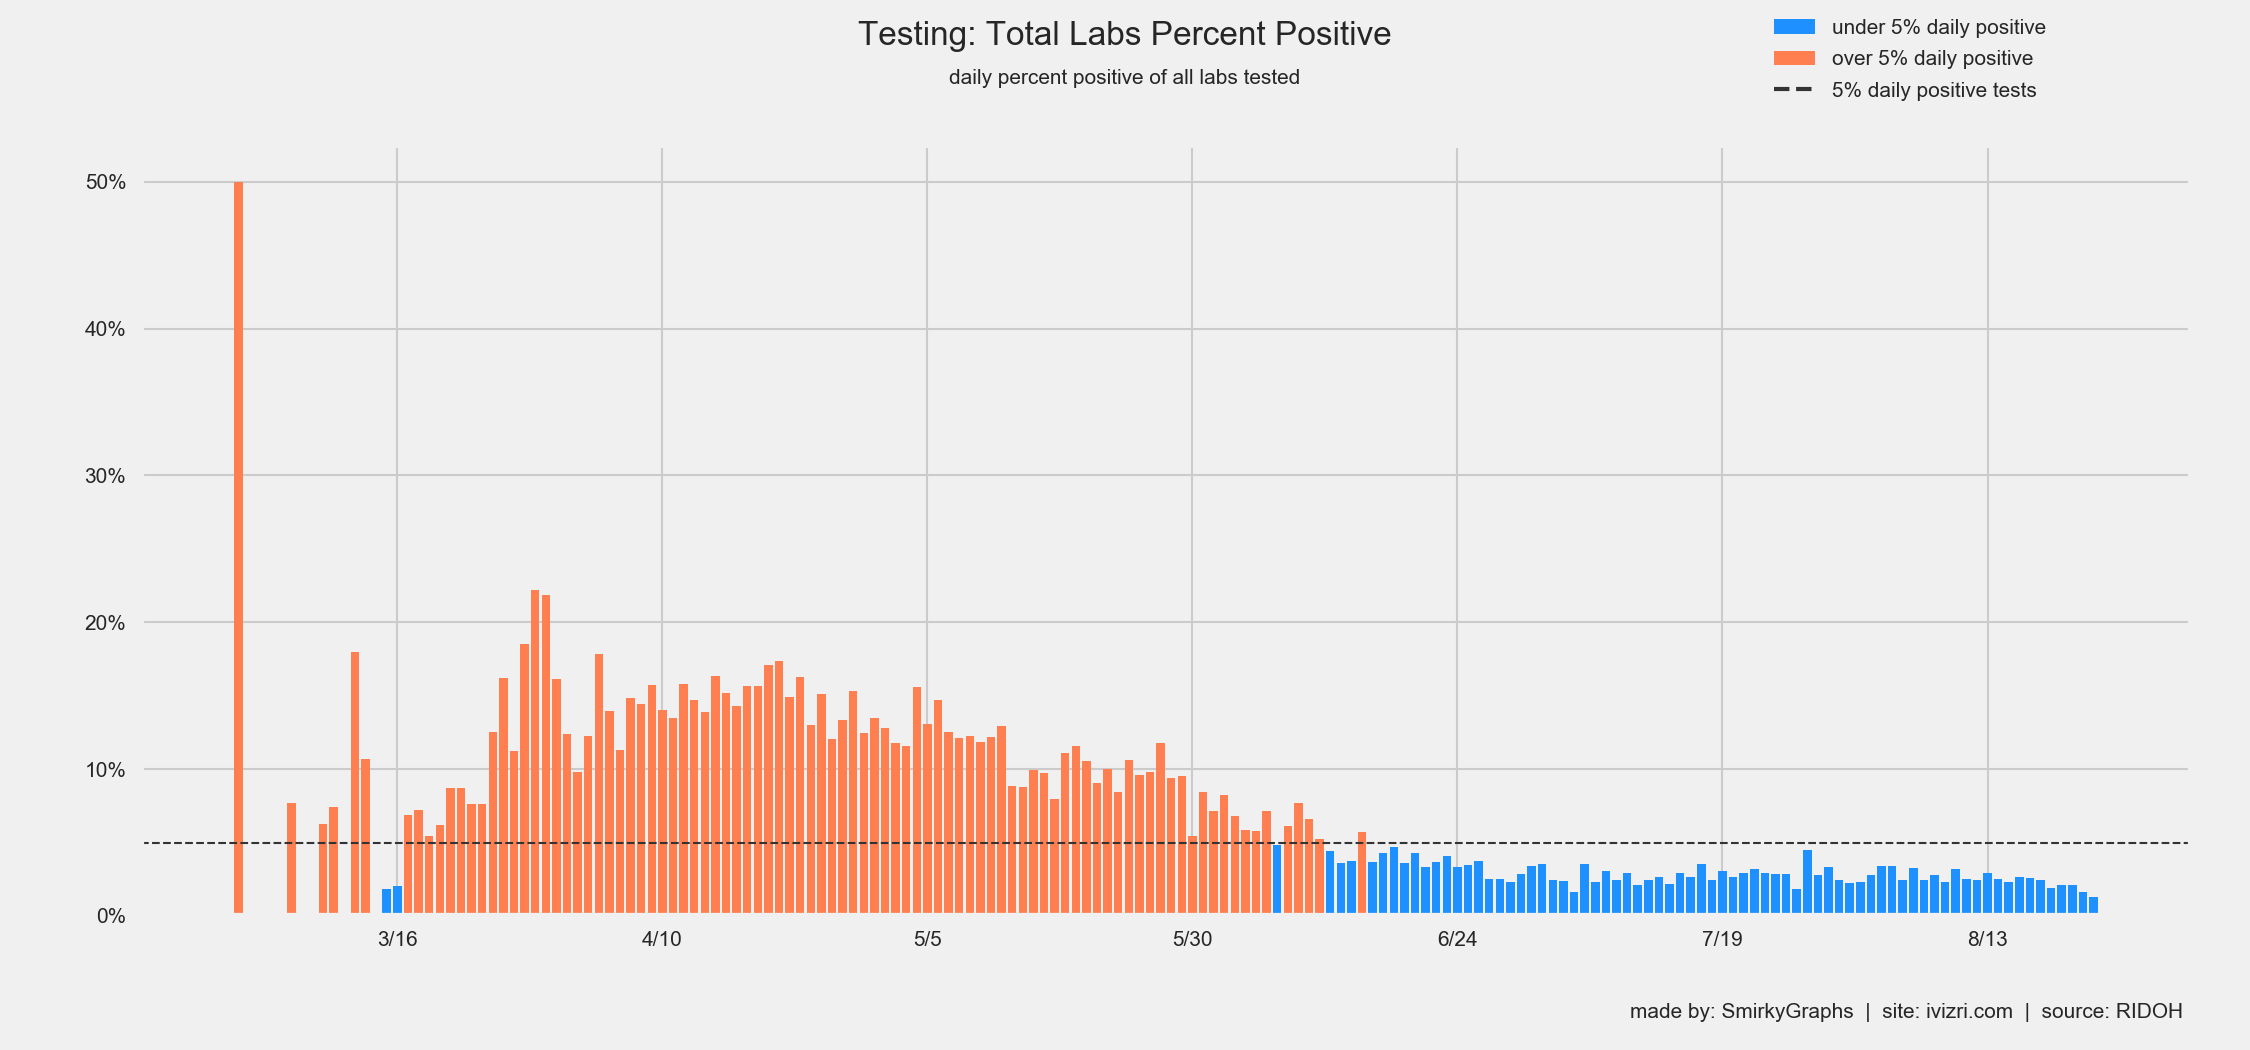 Testing: Total Labs Percent Positive
daily percent positive of all labs tested
under 5% daily positive
over 5% daily positive
5% daily positive tests
50%
40%
30%
20%
10%
0%
3/16
4/10
5/5
5/30
6/24
7/19
8/13
made by: SmirkyGraphs | site: ivizri.com | source: RIDOH